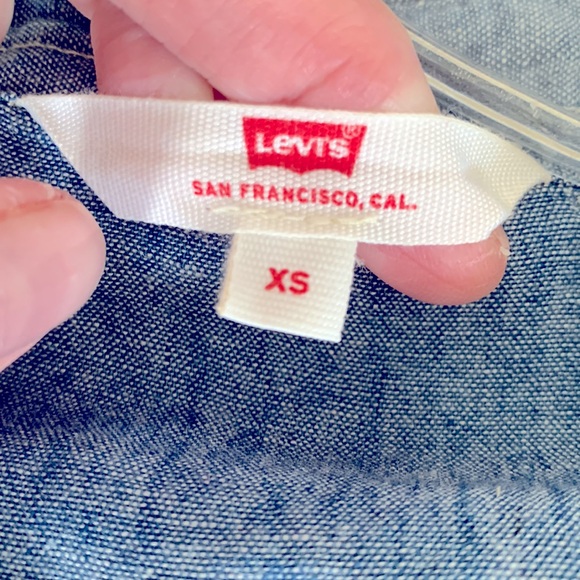 Levi's®
SAN FRANCISCO, CAL.
XS